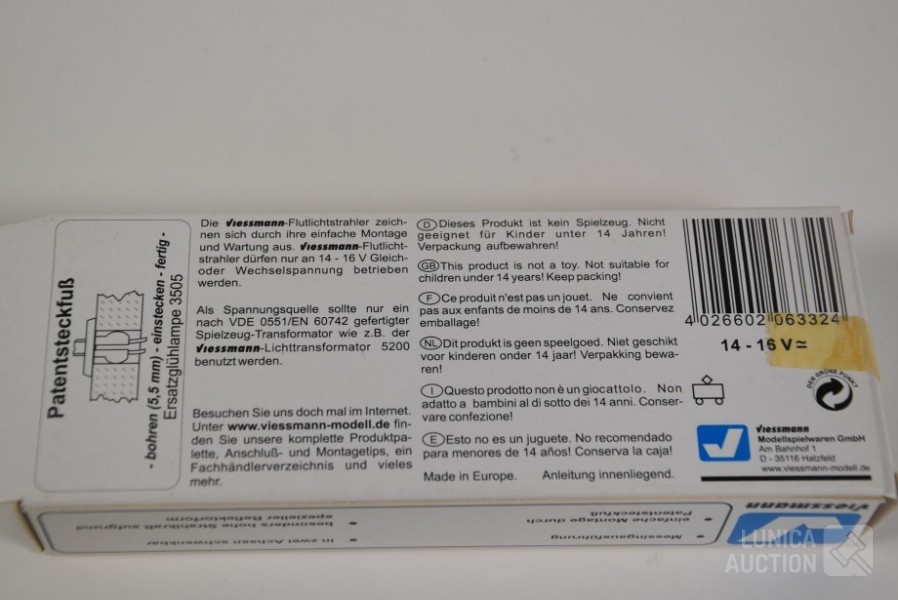 Patentsteckfuß
- bohren (5,5 mm) - einstecken - fertig -
Ersatzglühlampe 3505
Die Viessmann-Flutlichtstrahler zeich-
nen sich durch ihre einfache Montage
und Wartung aus. Viessmann-Flutlicht-
strahler dürfen nur an 14 - 16 V Gleich-
oder Wechselspannung betrieben
werden.
Als Spannungsquelle sollte nur ein
nach VDE 0551/EN 60742 gefertigter
Spielzeug-Transformator wie z.B. der
Viessmann-Lichttransformator 5200
benutzt werden.
Besuchen Sie uns doch mal im Internet.
Unter www.viessmann-modell.de fin-
den Sie unsere komplette Produktpa-
lette, Anschluß- und Montagetips, ein
Fachhändlerverzeichnis und vieles
mehr.
D Dieses Produkt ist kein Spielzeug. Nicht
geeignet für Kinder unter 14 Jahren!
Verpackung aufbewahren!
GB This product is not a toy. Not suitable for
children under 14 years! Keep packing!
F Ce produit n'est pas un jouet. Ne convient
pas aux enfants de moins de 14 ans. Conservez
emballage!
NL Dit produkt is geen speelgoed. Niet geschikt
voor kinderen onder 14 jaar! Verpakking bewa-
ren!
I Questo prodotto non è un giocattolo. Non
adatto a bambini al di sotto dei 14 anni. Conser-
vare confezione!
E Esto no es un juguete. No recomendado
para menores de 14 años! Conserva la caja!
Made in Europe. Anleitung innenliegend.
4 026602 063324
14 - 16 V ≂
DER GRÜNE PUNKT
Viessmann
Modellspielwaren GmbH
Am Bahnhof 1
D - 35116 Hatzfeld
www.viessmann-modell.de
Viessmann
• Messingausführung
• einfache Montage durch
Patentsteckfuß
• in zwei Achsen schwenkbar
• besonders hohe Strahlkraft aufgrund
spezieller Reflektorform
LUNICA
AUCTION